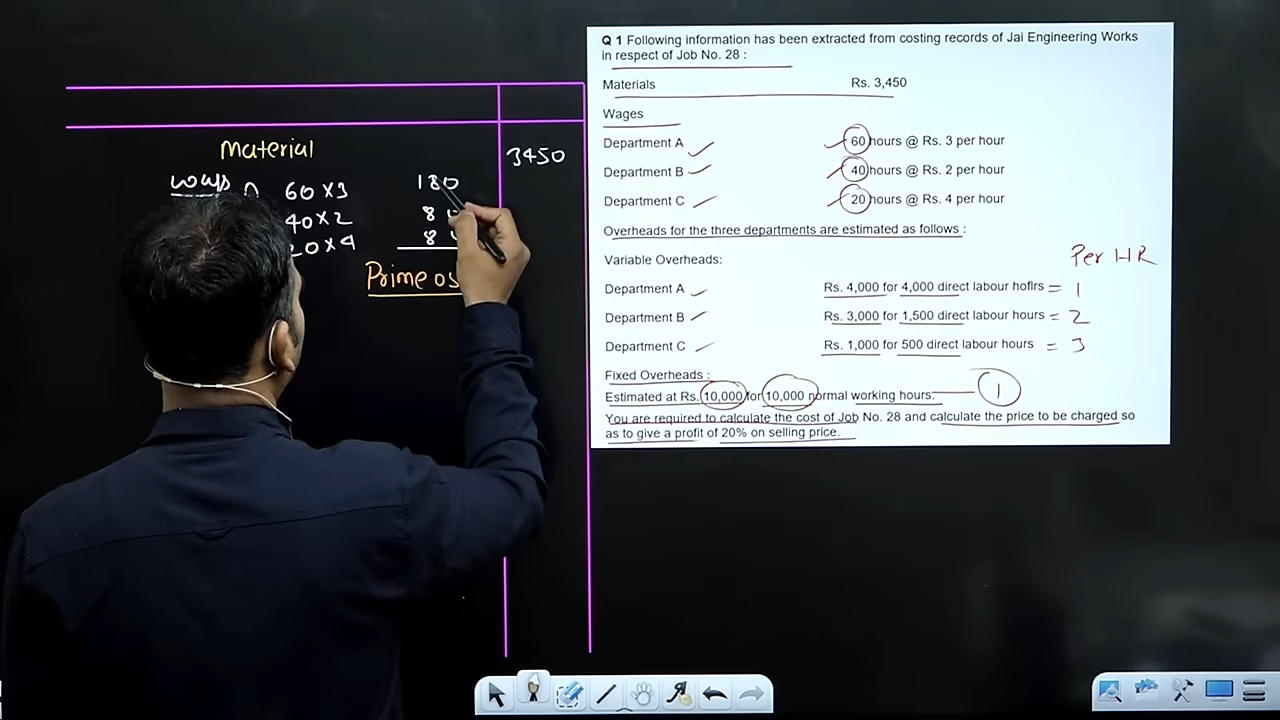 Material
3450
60 × 3
180
40 × 2
20 × 4
Prime
Q 1 Following information has been extracted from costing records of Jai Engineering Works
in respect of Job No. 28 :
Materials Rs. 3,450
Wages
Department A 60 hours @ Rs. 3 per hour
Department B 40 hours @ Rs. 2 per hour
Department C 20 hours @ Rs. 4 per hour
Overheads for the three departments are estimated as follows :
Per HR
Variable Overheads:
Department A Rs. 4,000 for 4,000 direct labour hoflrs = 1
Department B Rs. 3,000 for 1,500 direct labour hours = 2
Department C Rs. 1,000 for 500 direct labour hours = 3
Fixed Overheads :
Estimated at Rs. 10,000 for 10,000 normal working hours. 1
You are required to calculate the cost of Job No. 28 and calculate the price to be charged so
as to give a profit of 20% on selling price.